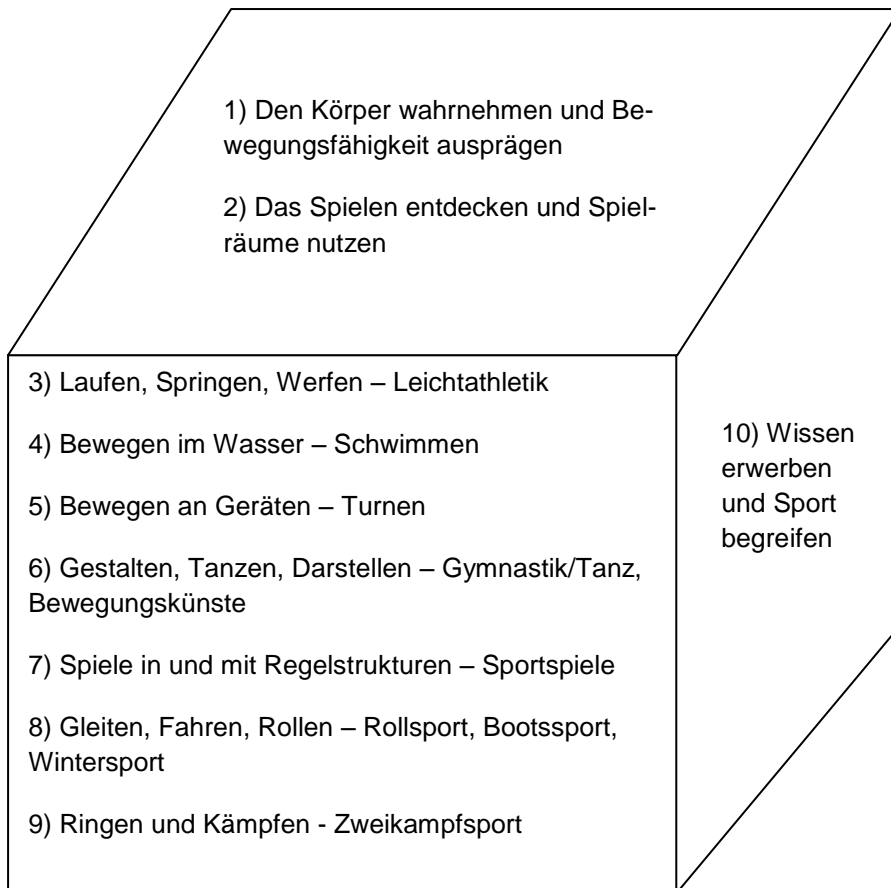 1) Den Körper wahrnehmen und Be-
wegungsfähigkeit ausprägen
2) Das Spielen entdecken und Spiel-
räume nutzen
3) Laufen, Springen, Werfen – Leichtathletik
4) Bewegen im Wasser – Schwimmen
5) Bewegen an Geräten – Turnen
6) Gestalten, Tanzen, Darstellen – Gymnastik/Tanz,
Bewegungskünste
7) Spiele in und mit Regelstrukturen – Sportspiele
8) Gleiten, Fahren, Rollen – Rollsport, Bootssport,
Wintersport
9) Ringen und Kämpfen - Zweikampfsport
10) Wissen
erwerben
und Sport
begreifen